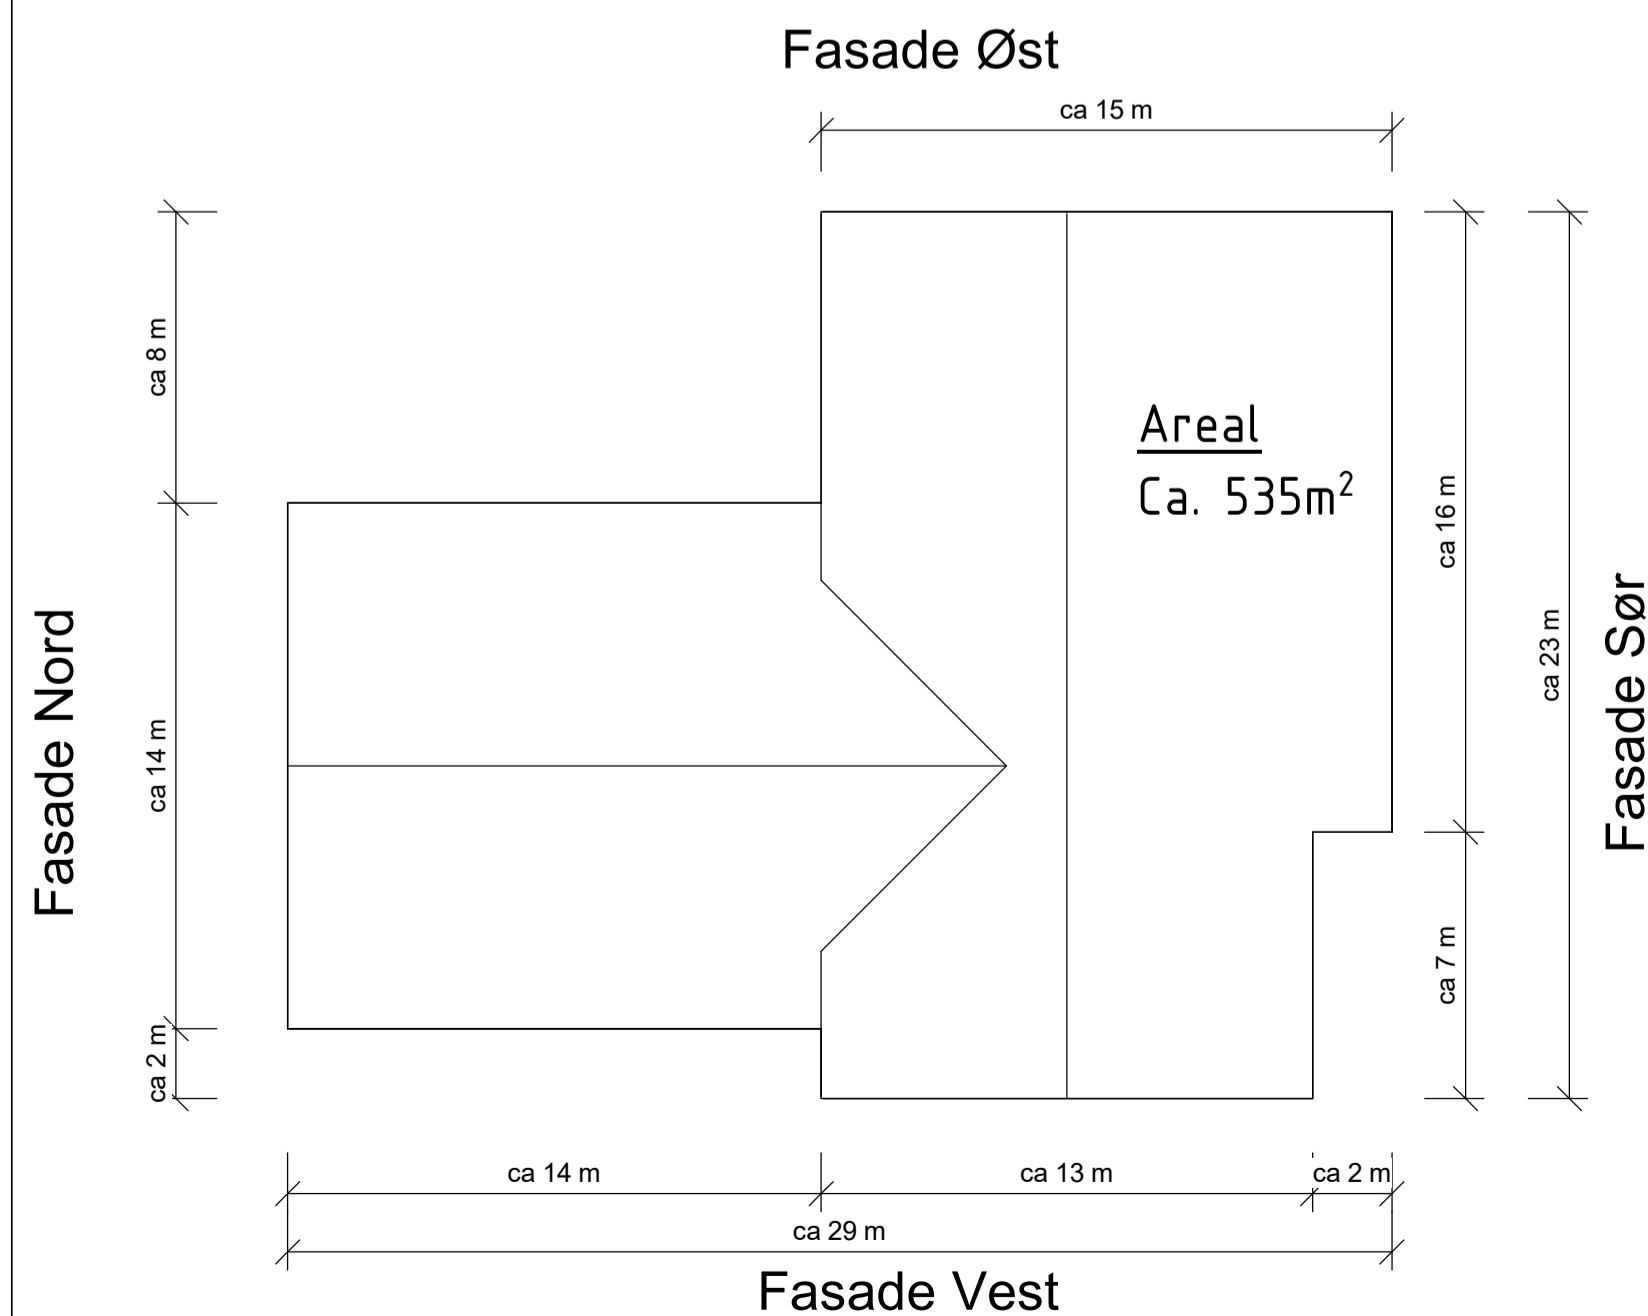 Fasade Øst
ca 15 m
ca 8 m
Areal
Ca. 535m²
ca 16 m
ca 23 m
Fasade Sør
Fasade Nord
ca 14 m
ca 7 m
ca 2 m
ca 14 m
ca 13 m
ca 2 m
ca 29 m
Fasade Vest